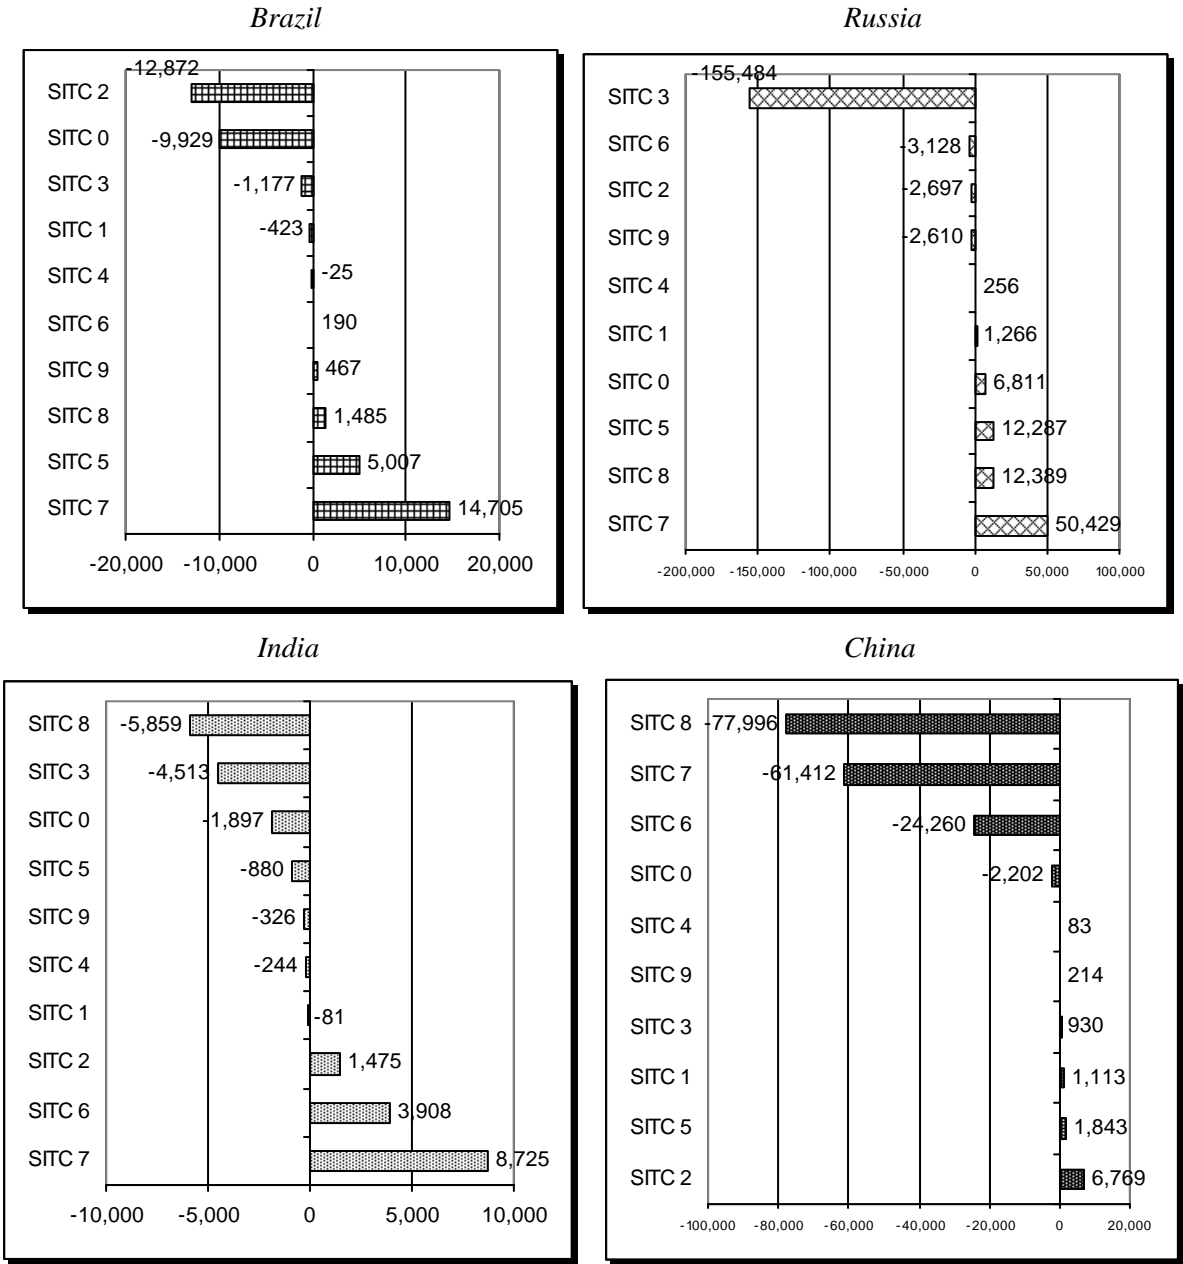 Brazil
SITC 2 -12,872
SITC 0 -9,929
SITC 3 -1,177
SITC 1 -423
SITC 4 -25
SITC 6 190
SITC 9 467
SITC 8 1,485
SITC 5 5,007
SITC 7 14,705
-20,000 -10,000 0 10,000 20,000
Russia
SITC 3 -155,484
SITC 6 -3,128
SITC 2 -2,697
SITC 9 -2,610
SITC 4 256
SITC 1 1,266
SITC 0 6,811
SITC 5 12,287
SITC 8 12,389
SITC 7 50,429
-200,000 -150,000 -100,000 -50,000 0 50,000 100,000
India
SITC 8 -5,859
SITC 3 -4,513
SITC 0 -1,897
SITC 5 -880
SITC 9 -326
SITC 4 -244
SITC 1 -81
SITC 2 1,475
SITC 6 3,908
SITC 7 8,725
-10,000 -5,000 0 5,000 10,000
China
SITC 8 -77,996
SITC 7 -61,412
SITC 6 -24,260
SITC 0 -2,202
SITC 4 83
SITC 9 214
SITC 3 930
SITC 1 1,113
SITC 5 1,843
SITC 2 6,769
-100,000 -80,000 -60,000 -40,000 -20,000 0 20,000